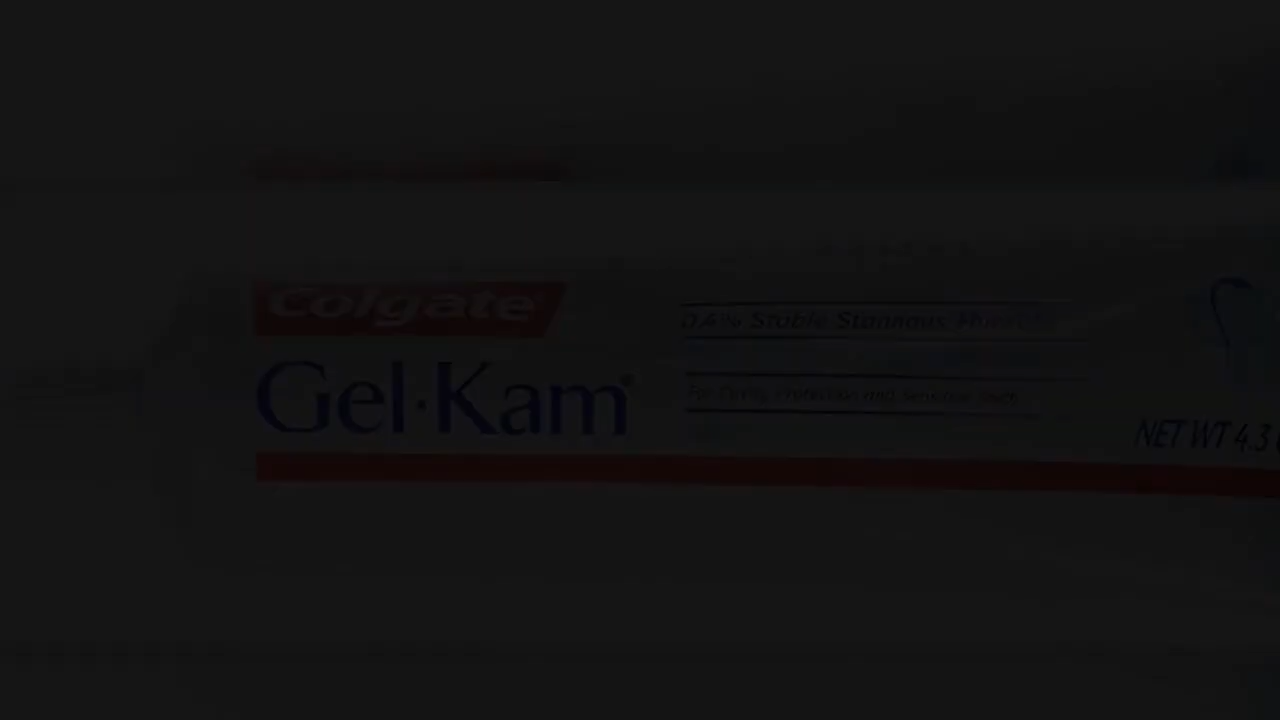 Colgate
Gel·Kam®
0.4% Stable Stannous Fluoride
For Cavity Protection and Sensitive Teeth
NET WT 4.3